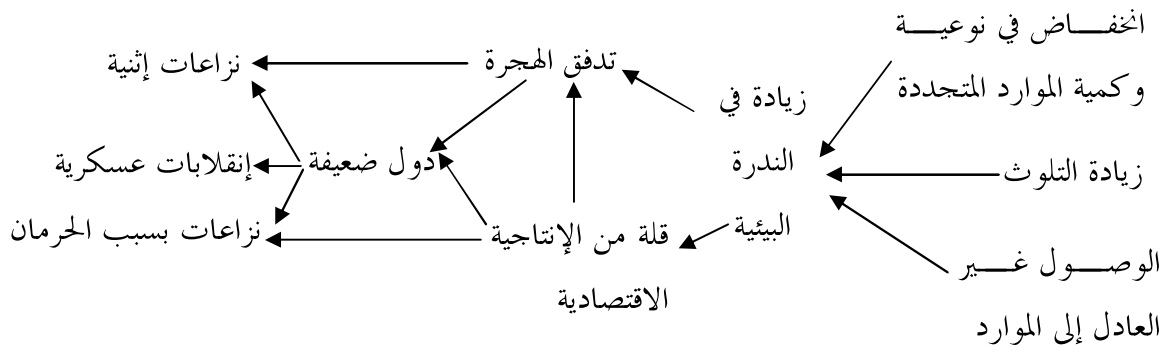 انخفاض في نوعية
وكمية الموارد المتجددة
زيادة التلوث
الوصول غير
العادل إلى الموارد
زيادة في
الندرة
البيئية
تدفق الهجرة
قلة من الإنتاجية
الاقتصادية
دول ضعيفة
نزاعات إثنية
إنقلابات عسكرية
نزاعات بسبب الحرمان